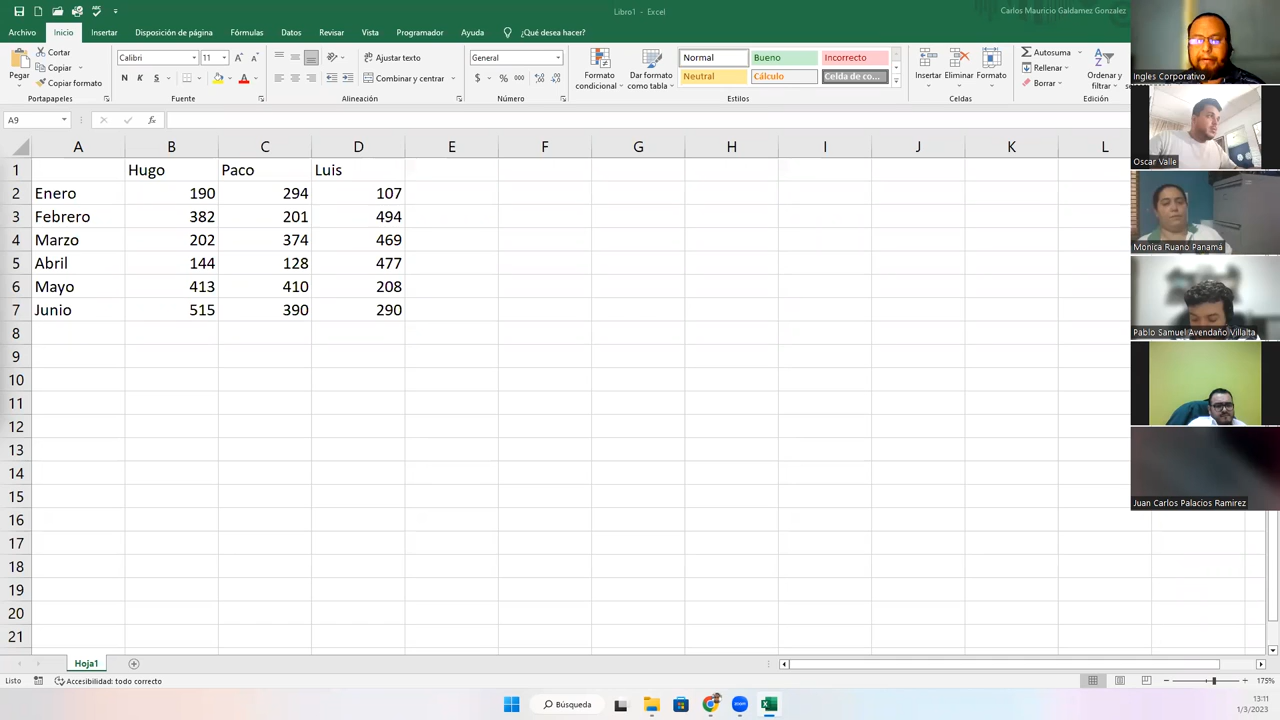 Libro1 - Excel
Carlos Mauricio Galdamez Gonzalez
Archivo Inicio Insertar Disposición de página Fórmulas Datos Revisar Vista Programador Ayuda ¿Qué desea hacer?
Pegar
Cortar
Copiar
Copiar formato
Portapapeles
Calibri 11
N K S
Fuente
Ajustar texto
Combinar y centrar
Alineación
General
$ % 000
Número
Formato condicional
Dar formato como tabla
Normal Bueno Incorrecto
Neutral Cálculo Celda de co...
Estilos
Insertar Eliminar Formato
Celdas
Autosuma
Rellenar
Borrar
Ordenar y
Edición
A9
fx
A B C D E F G H I J K L
1 Hugo Paco Luis
2 Enero 190 294 107
3 Febrero 382 201 494
4 Marzo 202 374 469
5 Abril 144 128 477
6 Mayo 413 410 208
7 Junio 515 390 290
8
9
10
11
12
13
14
15
16
17
18
19
20
21
Ingles Corporativo
Oscar Valle
Monica Ruano Panamá
Pablo Samuel Avendaño Villalta
Juan Carlos Palacios Ramirez
Hoja1
Listo
Accesibilidad: todo correcto
175%
Búsqueda
zoom
13:11
1/3/2023